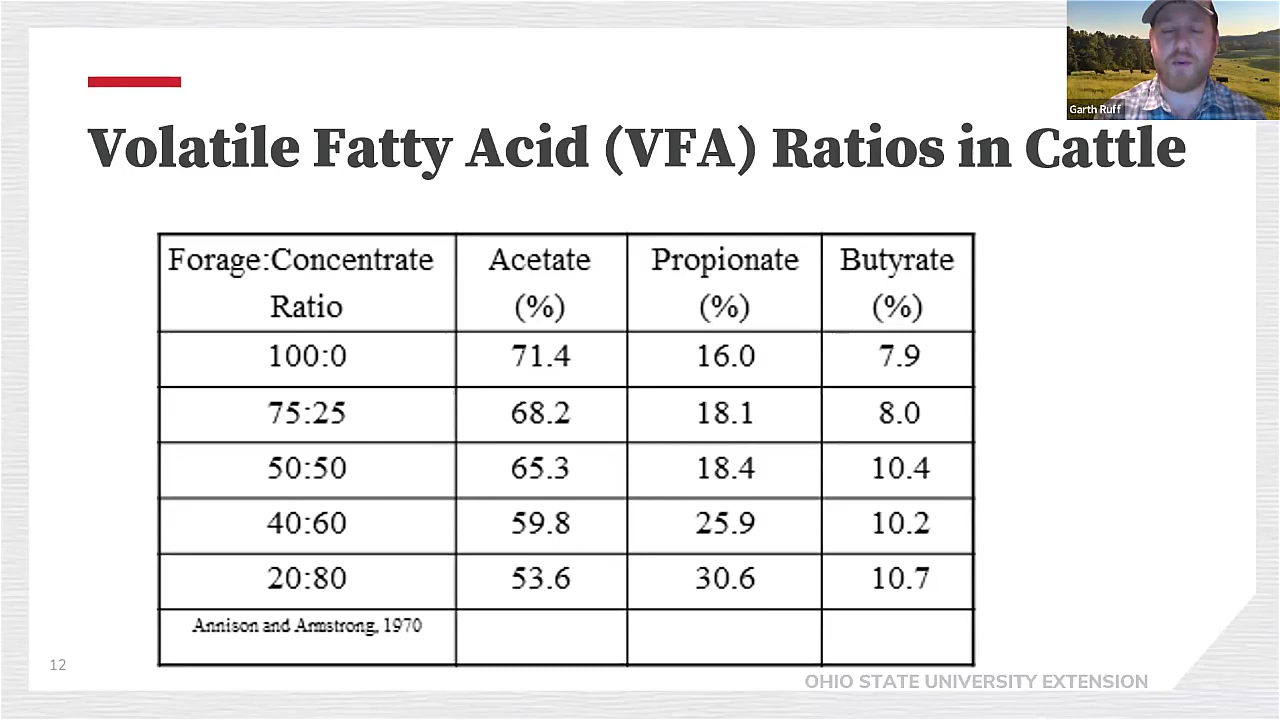 Garth Ruff
Volatile Fatty Acid (VFA) Ratios in Cattle
Forage:Concentrate Ratio Acetate (%) Propionate (%) Butyrate (%)
100:0 71.4 16.0 7.9
75:25 68.2 18.1 8.0
50:50 65.3 18.4 10.4
40:60 59.8 25.9 10.2
20:80 53.6 30.6 10.7
Annison and Armstrong, 1970
12
OHIO STATE UNIVERSITY EXTENSION